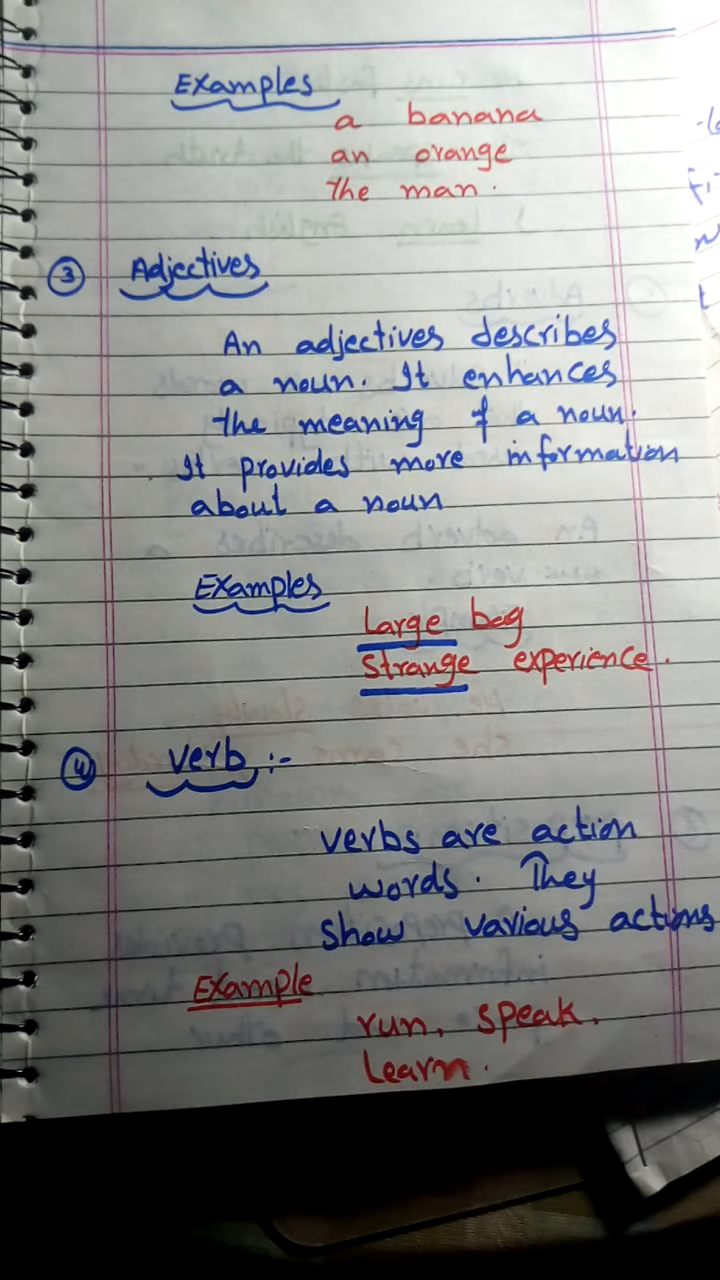 Examples
a banana
an orange
the man.
③ Adjectives
An adjectives describes
a noun. It enhances
the meaning of a noun.
It provides more information
about a noun
Examples
Large bag
Strange experience.
④ Verb :-
verbs are action
words. They
show various actions
Example
run, speak,
Learn.